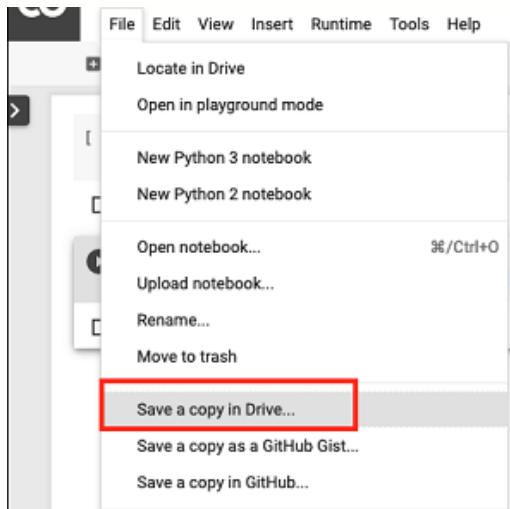 File Edit View Insert Runtime Tools Help
Locate in Drive
Open in playground mode
New Python 3 notebook
New Python 2 notebook
Open notebook... ⌘/Ctrl+O
Upload notebook...
Rename...
Move to trash
Save a copy in Drive...
Save a copy as a GitHub Gist...
Save a copy in GitHub...